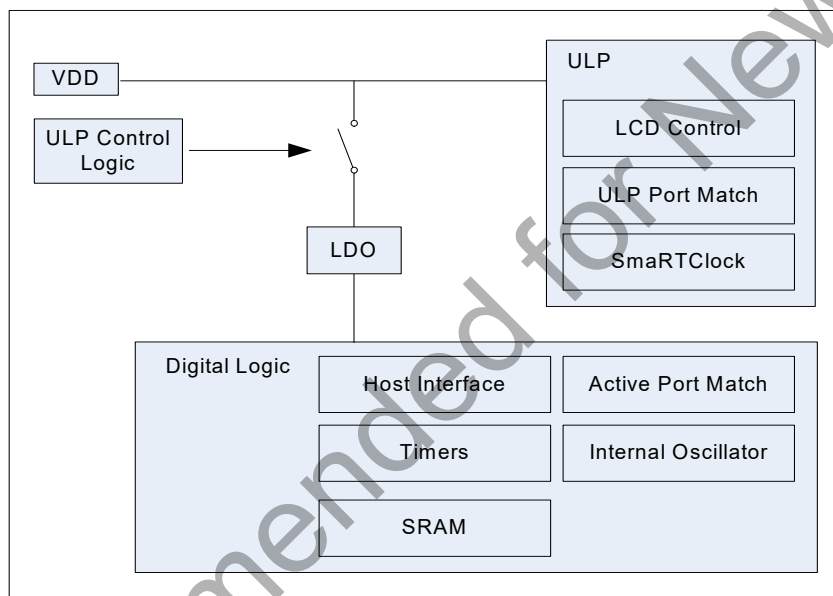 VDD
ULP Control
Logic
LDO
ULP
LCD Control
ULP Port Match
SmaRTClock
Digital Logic
Host Interface
Active Port Match
Timers
Internal Oscillator
SRAM
mended for New